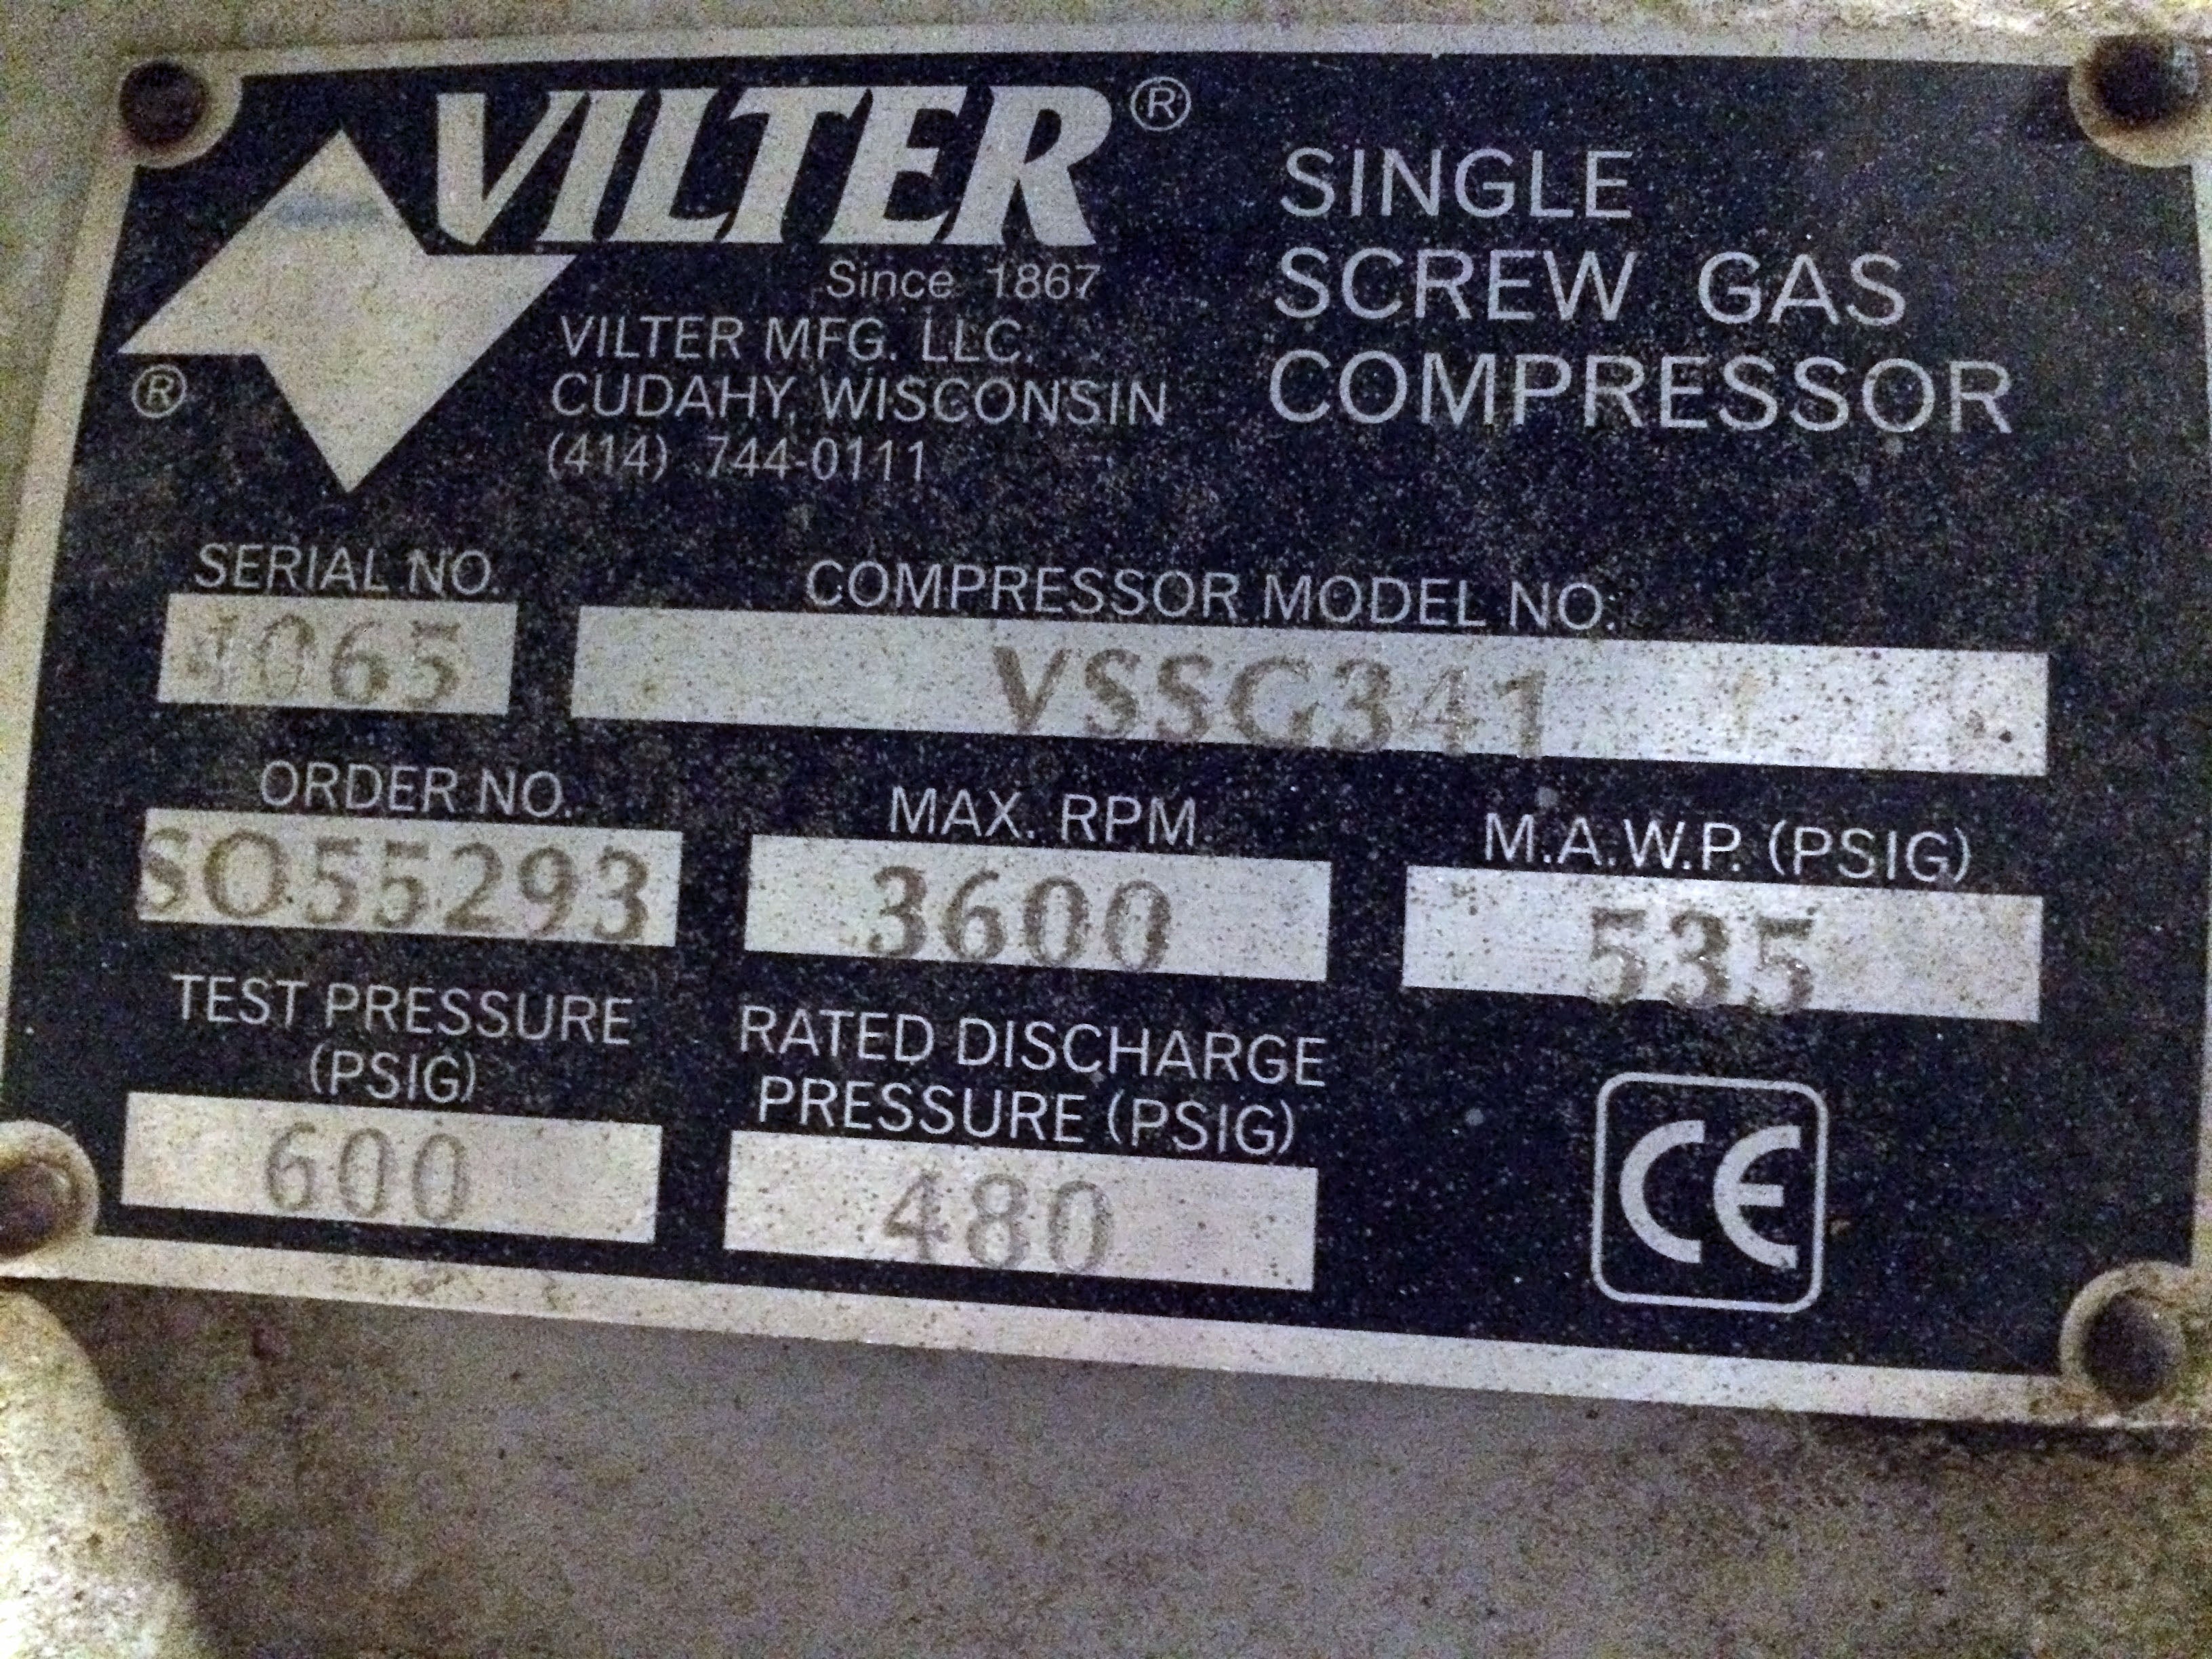 VILTER®
Since 1867
VILTER MFG. LLC.
CUDAHY, WISCONSIN
(414) 744-0111
®
SINGLE
SCREW GAS
COMPRESSOR
SERIAL NO.
COMPRESSOR MODEL NO.
VSSG341
ORDER NO.
SO55293
MAX. RPM
3600
M.A.W.P. (PSIG)
535
TEST PRESSURE
(PSIG)
600
RATED DISCHARGE
PRESSURE (PSIG)
480
CE